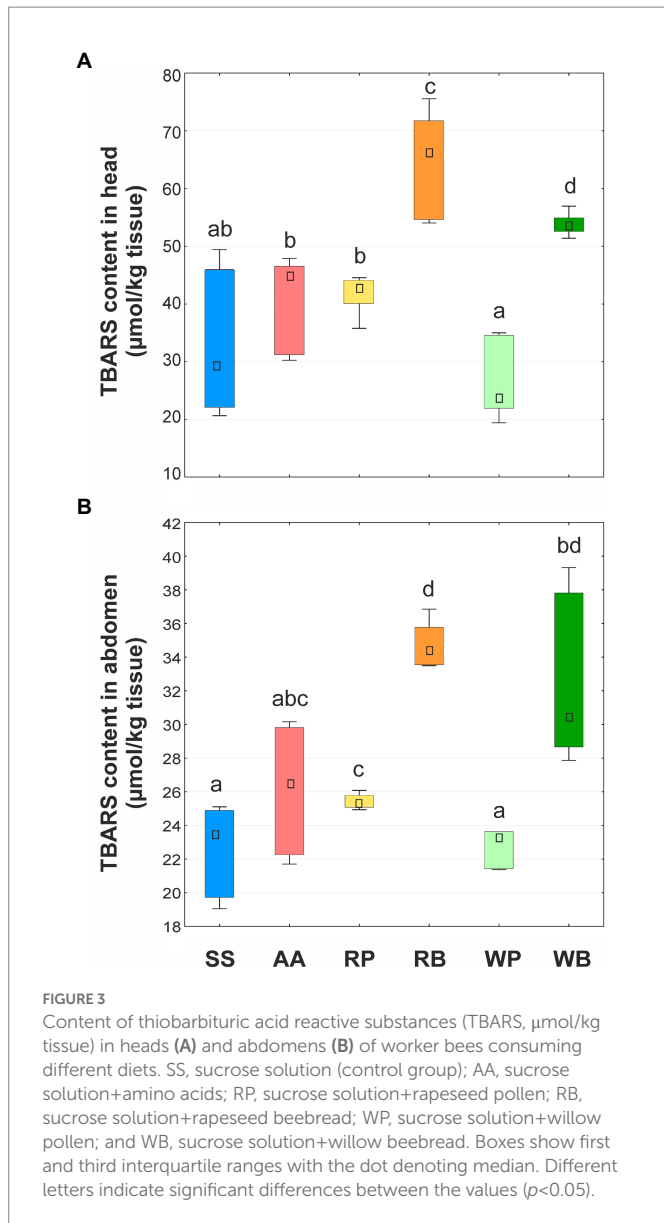 A
TBARS content in head
(µmol/kg tissue)
80
70
60
50
40
30
20
10
ab
b
b
c
a
d
B
TBARS content in abdomen
(µmol/kg tissue)
42
40
38
36
34
32
30
28
26
24
22
20
18
a
abc
c
d
a
bd
SS AA RP RB WP WB
FIGURE 3
Content of thiobarbituric acid reactive substances (TBARS, μmol/kg
tissue) in heads (A) and abdomens (B) of worker bees consuming
different diets. SS, sucrose solution (control group); AA, sucrose
solution+amino acids; RP, sucrose solution+rapeseed pollen; RB,
sucrose solution+rapeseed beebread; WP, sucrose solution+willow
pollen; and WB, sucrose solution+willow beebread. Boxes show first
and third interquartile ranges with the dot denoting median. Different
letters indicate significant differences between the values (p<0.05).